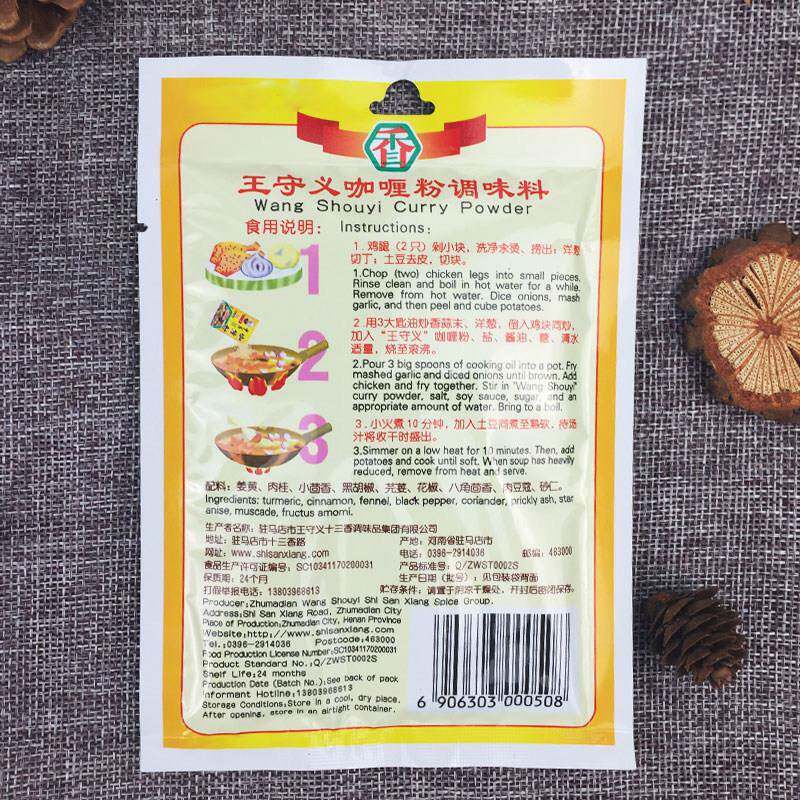 香
王守义咖喱粉调味料
Wang Shouyi Curry Powder
食用说明： Instructions:
1
1.鸡腿（2只）剁小块，洗净氽烫、捞出；洋葱
切丁；土豆去皮，切块。
1.Chop (two) chicken legs into small pieces.
Rinse clean and boil in hot water for a while.
Remove from hot water. Dice onions, mash
garlic, and then peel and cube potatoes.
2
2.用3大匙油炒香蒜末、洋葱，倒入鸡块同炒，
加入“王守义”咖喱粉、盐、酱油、糖、清水
适量，烧至滚沸。
2.Pour 3 big spoons of cooking oil into a pot. Fry
mashed garlic and diced onions until brown. Add
chicken and fry together. Stir in "Wang Shouyi"
curry powder, salt, soy sauce, sugar, and an
appropriate amount of water. Bring to a boil.
3
3.小火煮10分钟，加入土豆同煮至熟软，待汤
汁将收干时盛出。
3.Simmer on a low heat for 10 minutes. Then, add
potatoes and cook until soft. When soup has heavily
reduced, remove from heat and serve.
配料：姜黄、肉桂、小茴香、黑胡椒、芫荽、花椒、八角茴香、肉豆蔻、砂仁。
Ingredients: turmeric, cinnamon, fennel, black pepper, coriander, prickly ash, star
anise, muscade, fructus amomi.
生产者名称：驻马店市王守义十三香调味品集团有限公司
地址：驻马店市十三香路 产地：河南省驻马店市
网址：www.shisanxiang.com 电话：0396-2914036 邮编：463000
食品生产许可证编号：SC10341170200031 产品标准号：Q/ZWST0002S
保质期：24个月 生产日期（批号）：见包装袋背面
打假举报电话：13803968613 贮存条件：请置于阴凉干燥处，开封后密闭保存。
Producer:Zhumadian Wang Shouyi Shi San Xiang Spice Group.
Address:Shi San Xiang Road, Zhumadian City
Place of Production:Zhumadian City, Henan Province
Website:http://www.shisanxiang.com
Tel.:0396-2914036 Postcode:463000
Food Production License Number:SC10341170200031
Product Standard No.:Q/ZWST0002S
Shelf Life:24 months
Production Date (Batch No.):See back of pack
Informant Hotline:13803968613
Storage Conditions:Store in a cool, dry place.
After opening, store in an airtight container.
6 906303 000508